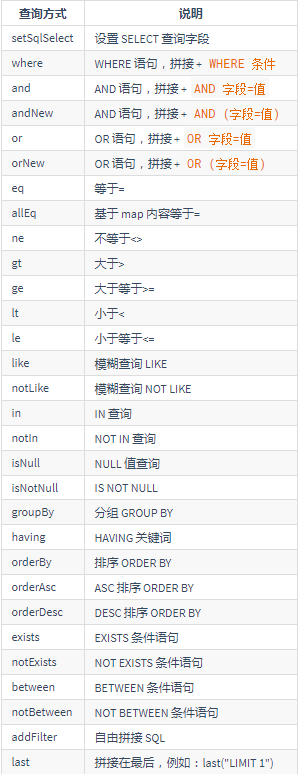 查询方式 说明
setSqlSelect 设置 SELECT 查询字段
where WHERE 语句，拼接 + WHERE 条件
and AND 语句，拼接 + AND 字段=值
andNew AND 语句，拼接 + AND (字段=值)
or OR 语句，拼接 + OR 字段=值
orNew OR 语句，拼接 + OR (字段=值)
eq 等于=
allEq 基于 map 内容等于=
ne 不等于<>
gt 大于>
ge 大于等于>=
lt 小于<
le 小于等于<=
like 模糊查询 LIKE
notLike 模糊查询 NOT LIKE
in IN 查询
notIn NOT IN 查询
isNull NULL 值查询
isNotNull IS NOT NULL
groupBy 分组 GROUP BY
having HAVING 关键词
orderBy 排序 ORDER BY
orderAsc ASC 排序 ORDER BY
orderDesc DESC 排序 ORDER BY
exists EXISTS 条件语句
notExists NOT EXISTS 条件语句
between BETWEEN 条件语句
notBetween NOT BETWEEN 条件语句
addFilter 自由拼接 SQL
last 拼接在最后，例如：last("LIMIT 1")